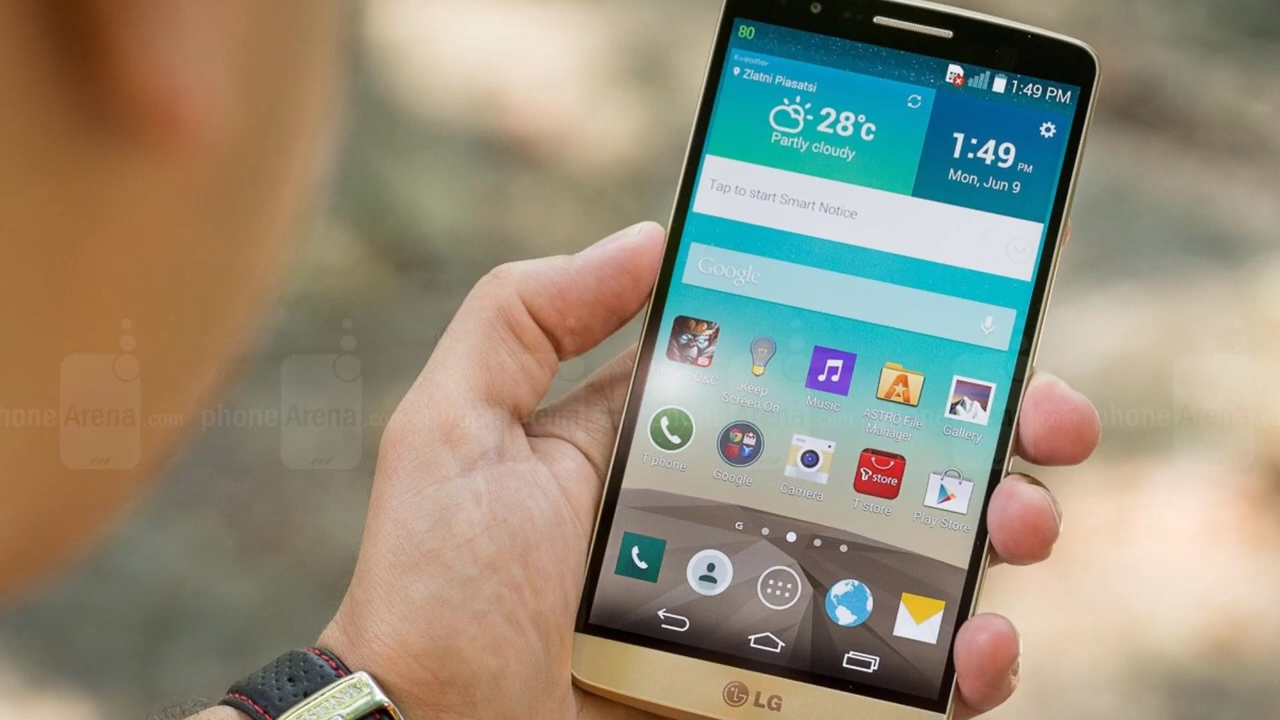 80
1:49 PM
Zlatni Piasatsi
28°C
Partly cloudy
1:49 PM
Mon, Jun 9
Tap to start Smart Notice
Google
Keep
Screen On
Music
ASTRO File
Manager
Gallery
T phone
Google
Camera
T store
T store
Play Store
G
LG
phoneArena.com
phoneArena
phoneArena